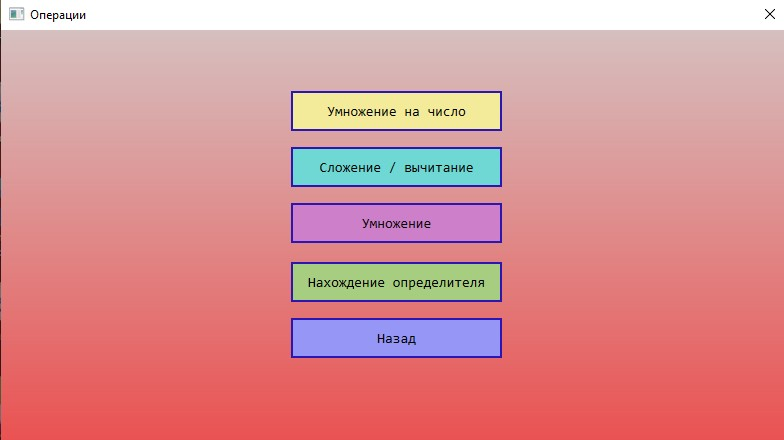 Операции
Умножение на число
Сложение / вычитание
Умножение
Нахождение определителя
Назад